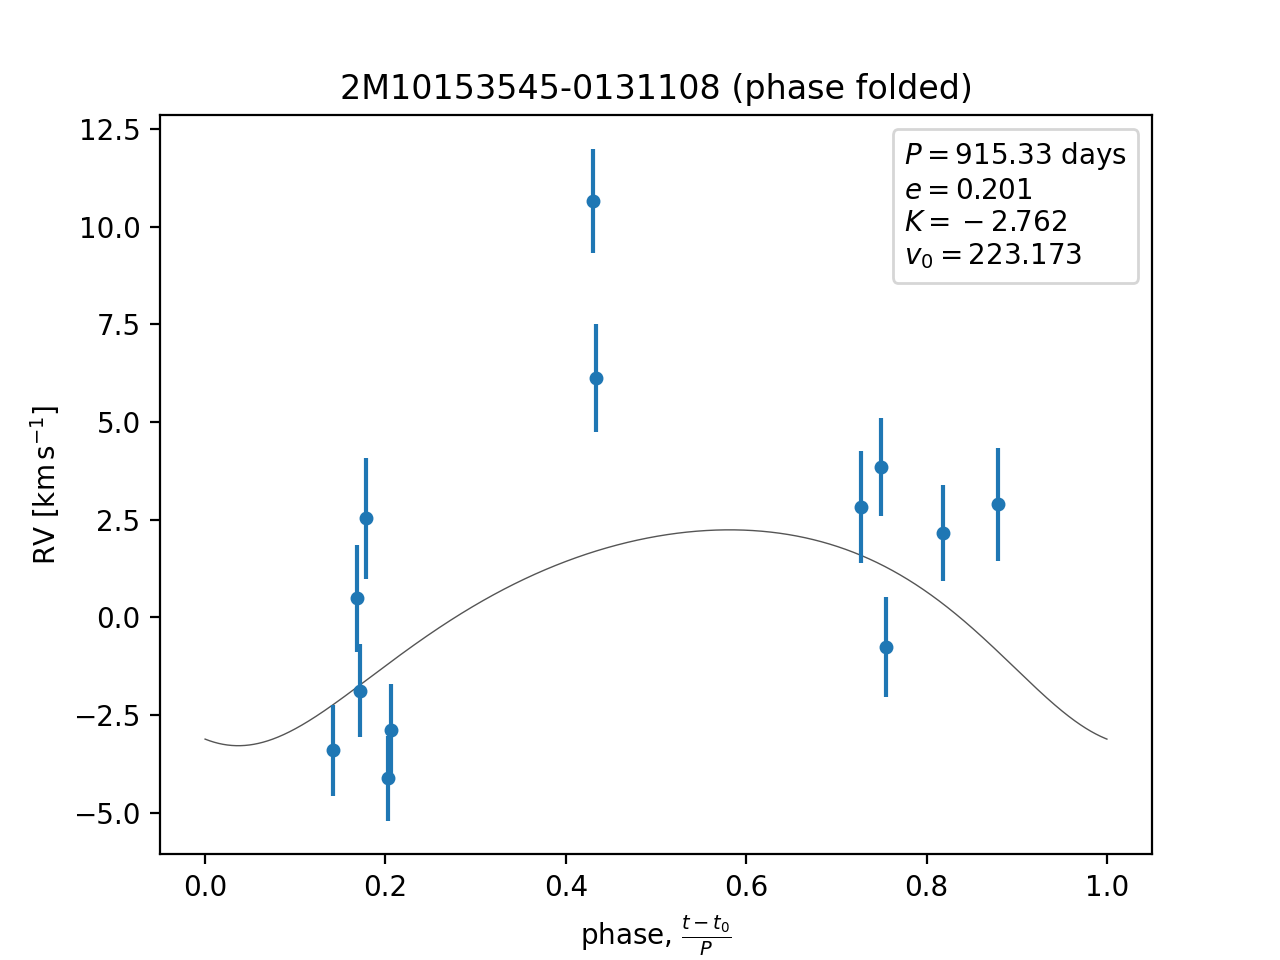 2M10153545-0131108 (phase folded)
12.5
10.0
7.5
5.0
2.5
0.0
−2.5
−5.0
RV [km s⁻¹]
P = 915.33 days
e = 0.201
K = −2.762
v₀ = 223.173
0.0 0.2 0.4 0.6 0.8 1.0
phase, (t − t₀)/P